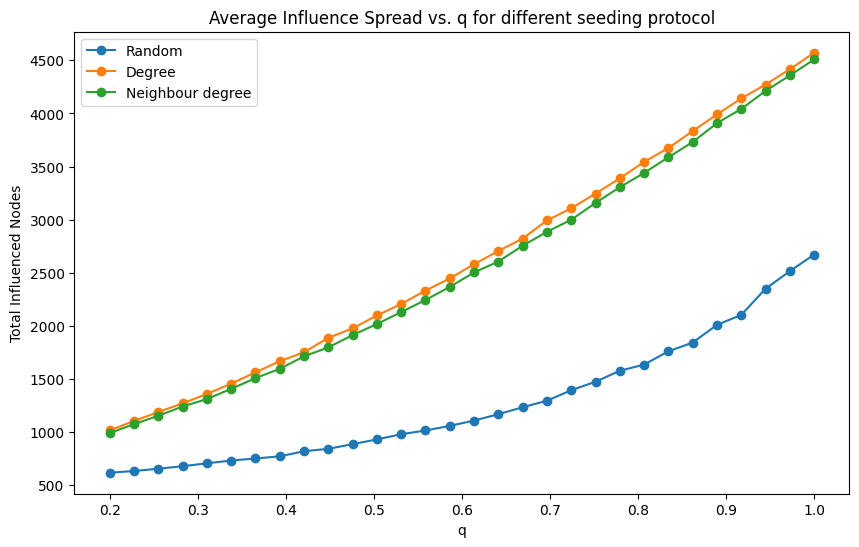 Average Influence Spread vs. q for different seeding protocol
Random
Degree
Neighbour degree
Total Influenced Nodes
4500
4000
3500
3000
2500
2000
1500
1000
500
0.2 0.3 0.4 0.5 0.6 0.7 0.8 0.9 1.0
q